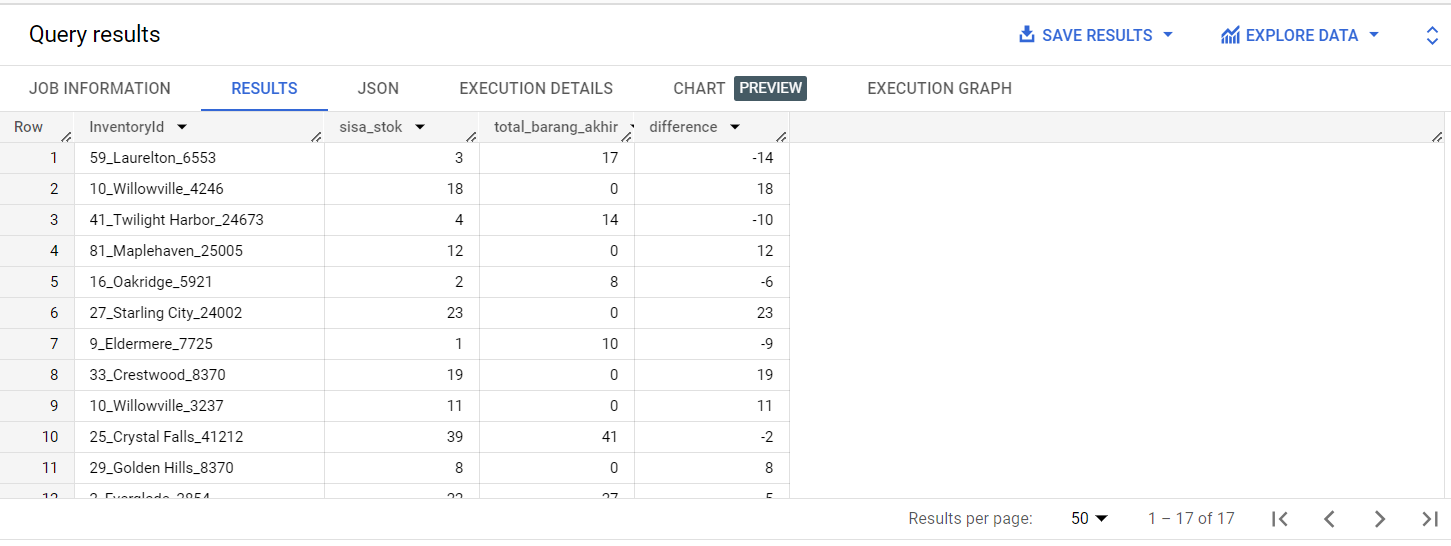 Query results SAVE RESULTS EXPLORE DATA
JOB INFORMATION RESULTS JSON EXECUTION DETAILS CHART PREVIEW EXECUTION GRAPH
Row InventoryId sisa_stok total_barang_akhir difference
1 59_Laurelton_6553 3 17 -14
2 10_Willowville_4246 18 0 18
3 41_Twilight Harbor_24673 4 14 -10
4 81_Maplehaven_25005 12 0 12
5 16_Oakridge_5921 2 8 -6
6 27_Starling City_24002 23 0 23
7 9_Eldermere_7725 1 10 -9
8 33_Crestwood_8370 19 0 19
9 10_Willowville_3237 11 0 11
10 25_Crystal Falls_41212 39 41 -2
11 29_Golden Hills_8370 8 0 8
12
Results per page: 50 1 – 17 of 17